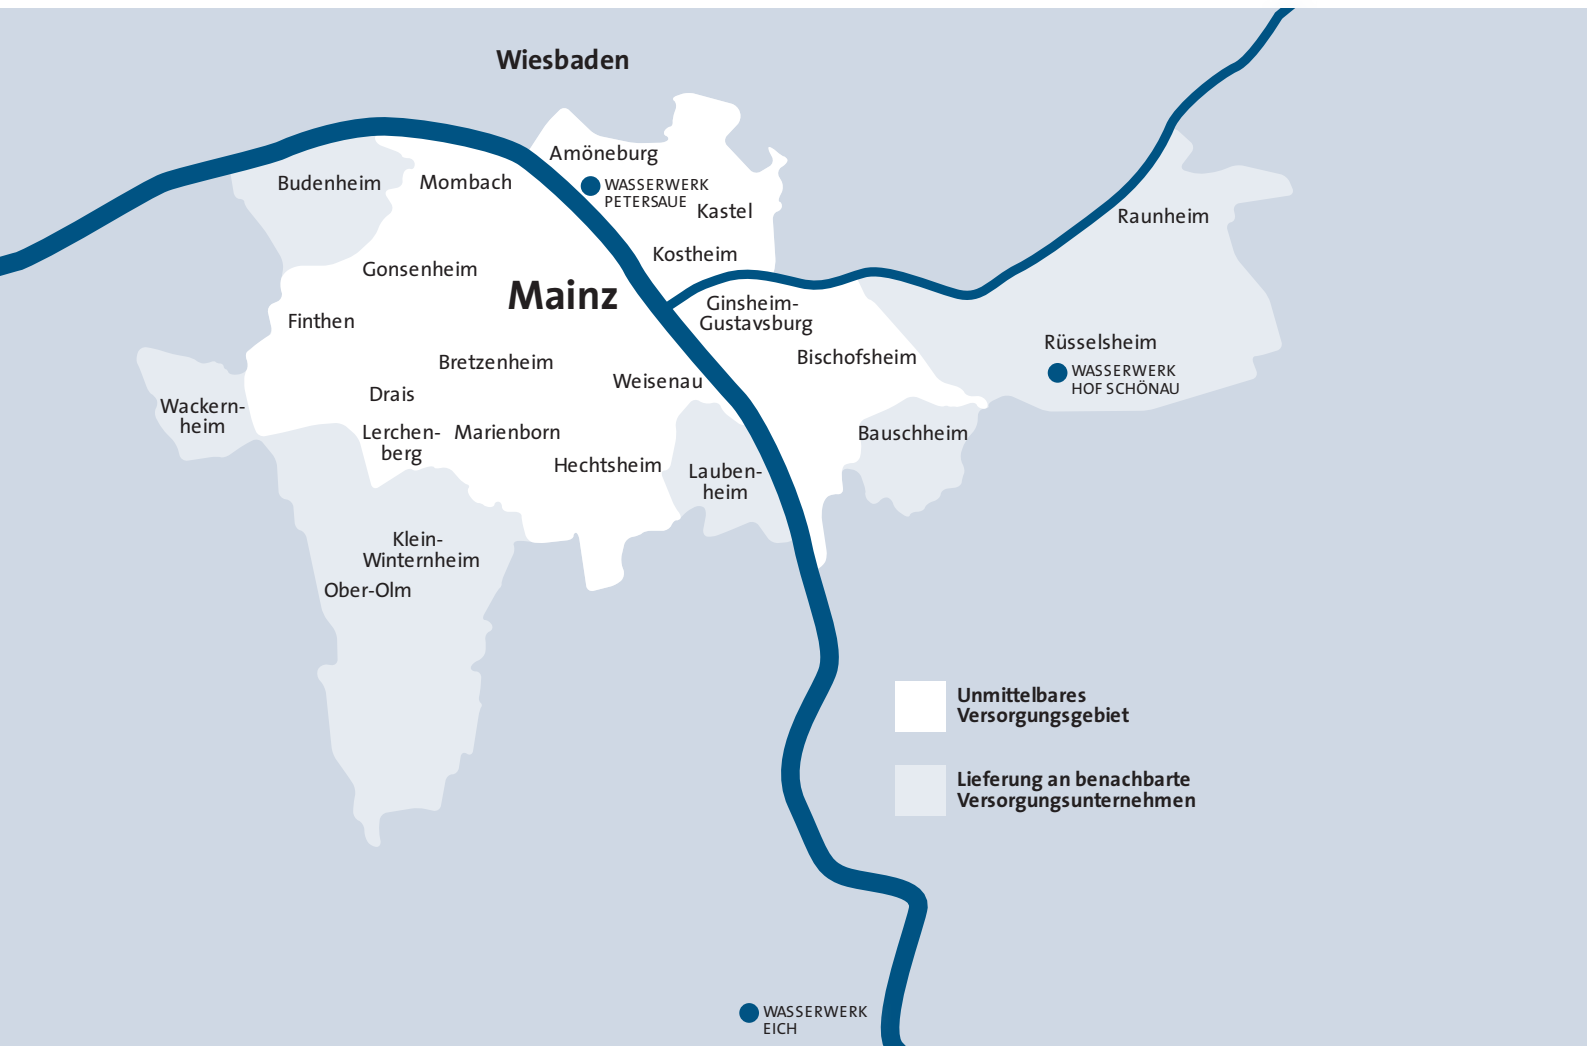 Wiesbaden
Amöneburg
Budenheim
Mombach
WASSERWERK
PETERSAUE
Kastel
Raunheim
Kostheim
Gonsenheim
Mainz
Ginsheim-
Gustavsburg
Finthen
Rüsselsheim
Bischofsheim
Bretzenheim
WASSERWERK
HOF SCHÖNAU
Weisenau
Drais
Wackern-
heim
Lerchen-
berg
Marienborn
Bauschheim
Hechtsheim
Lauben-
heim
Klein-
Winternheim
Ober-Olm
Unmittelbares
Versorgungsgebiet
Lieferung an benachbarte
Versorgungsunternehmen
WASSERWERK
EICH